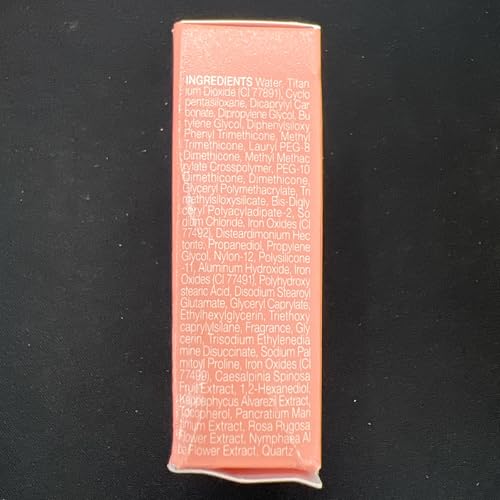 INGREDIENTS Water, Titan
ium Dioxide (CI 77891), Cyclo
pentasiloxane, Dicaprylyl Car
bonate, Dipropylene Glycol, Bu
tylene Glycol, Diphenylsiloxy
Phenyl Trimethicone, Methyl
Trimethicone, Lauryl PEG-8
Dimethicone, Methyl Methac
rylate Crosspolymer, PEG-10
Dimethicone, Dimethicone,
Glyceryl Polymethacrylate, Tri
methylsiloxysilicate, Bis-Digly
ceryl Polyacyladipate-2, So
dium Chloride, Iron Oxides (CI
77492), Disteardimonium Hec
torite, Propanediol, Propylene
Glycol, Nylon-12, Polysilicone
-11, Aluminum Hydroxide, Iron
Oxides (CI 77491), Polyhydroxy
stearic Acid, Disodium Stearoyl
Glutamate, Glyceryl Caprylate,
Ethylhexylglycerin, Triethoxy
caprylylsilane, Fragrance, Gly
cerin, Trisodium Ethylenedia
mine Disuccinate, Sodium Pal
mitoyl Proline, Iron Oxides (CI
77499), Caesalpinia Spinosa
Fruit Extract, 1,2-Hexanediol,
Kappaphycus Alvarezii Extract,
Tocopherol, Pancratium Mari
timum Extract, Rosa Rugosa
Flower Extract, Nymphaea Al
ba Flower Extract, Quartz